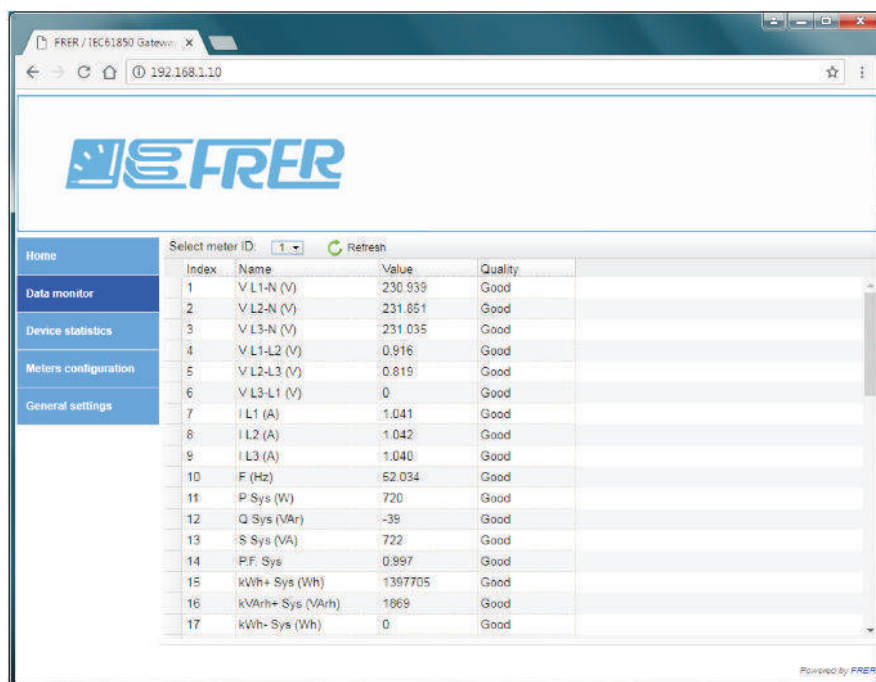 FRER / IEC61850 Gatewa
192.168.1.10
FRER
Home
Data monitor
Device statistics
Meters configuration
General settings
Select meter ID: 1 Refresh
Index Name Value Quality
1 V L1-N (V) 230.939 Good
2 V L2-N (V) 231.851 Good
3 V L3-N (V) 231.035 Good
4 V L1-L2 (V) 0.916 Good
5 V L2-L3 (V) 0.819 Good
6 V L3-L1 (V) 0 Good
7 I L1 (A) 1.041 Good
8 I L2 (A) 1.042 Good
9 I L3 (A) 1.040 Good
10 F (Hz) 52.034 Good
11 P Sys (W) 720 Good
12 Q Sys (VAr) -39 Good
13 S Sys (VA) 722 Good
14 P.F. Sys 0.997 Good
15 kWh+ Sys (Wh) 1397705 Good
16 kVArh+ Sys (VArh) 1869 Good
17 kWh- Sys (Wh) 0 Good
Powered by FRER